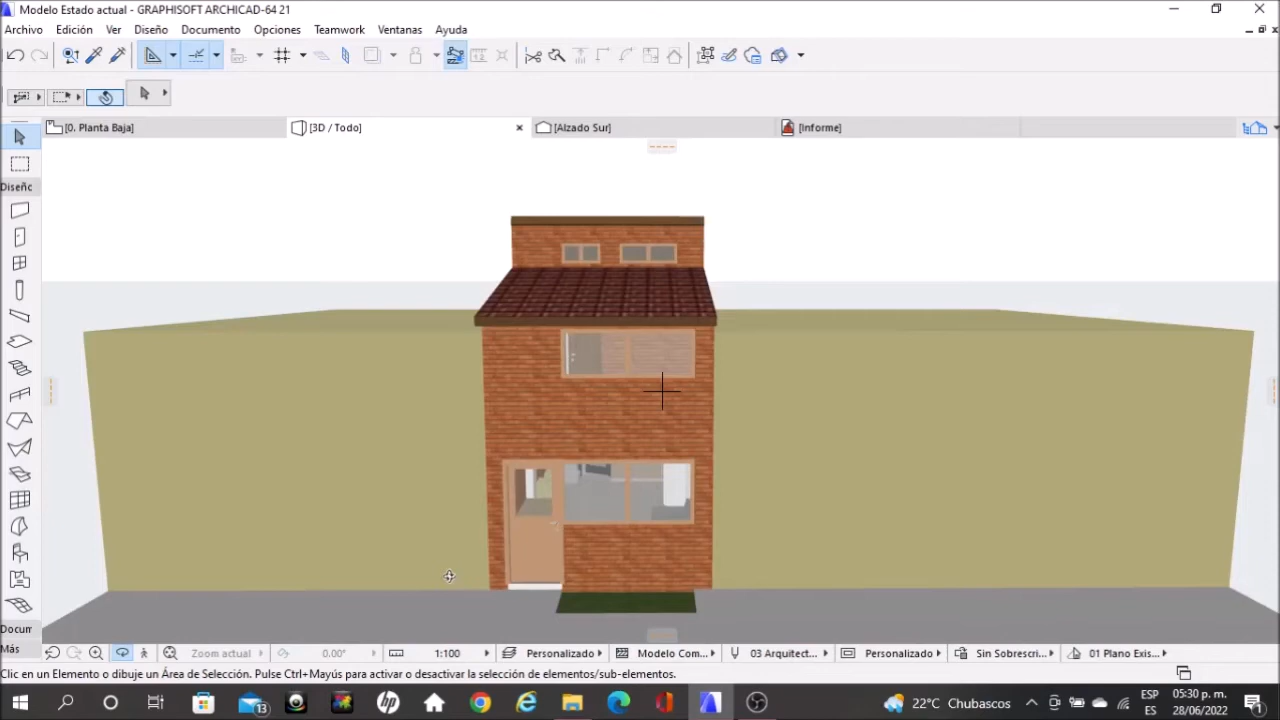 Modelo Estado actual - GRAPHISOFT ARCHICAD-64 21
Archivo Edición Ver Diseño Documento Opciones Teamwork Ventanas Ayuda
[0. Planta Baja] [3D / Todo] [Alzado Sur] [Informe]
Diseñc
Docum
Más
Zoom actual 0.00° 1:100 Personalizado Modelo Com... 03 Arquitect... Personalizado Sin Sobrescri... 01 Plano Exis...
Clic en un Elemento o dibuje un Área de Selección. Pulse Ctrl+Mayús para activar o desactivar la selección de elementos/sub-elementos.
13 22°C Chubascos ESP 05:30 p. m.
ES 28/06/2022 1